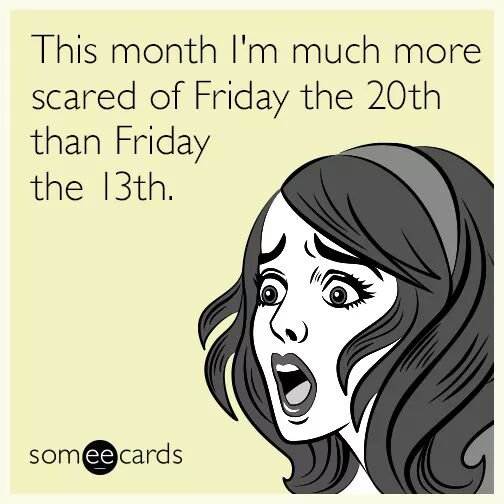 This month I'm much more
scared of Friday the 20th
than Friday
the 13th.
someecards